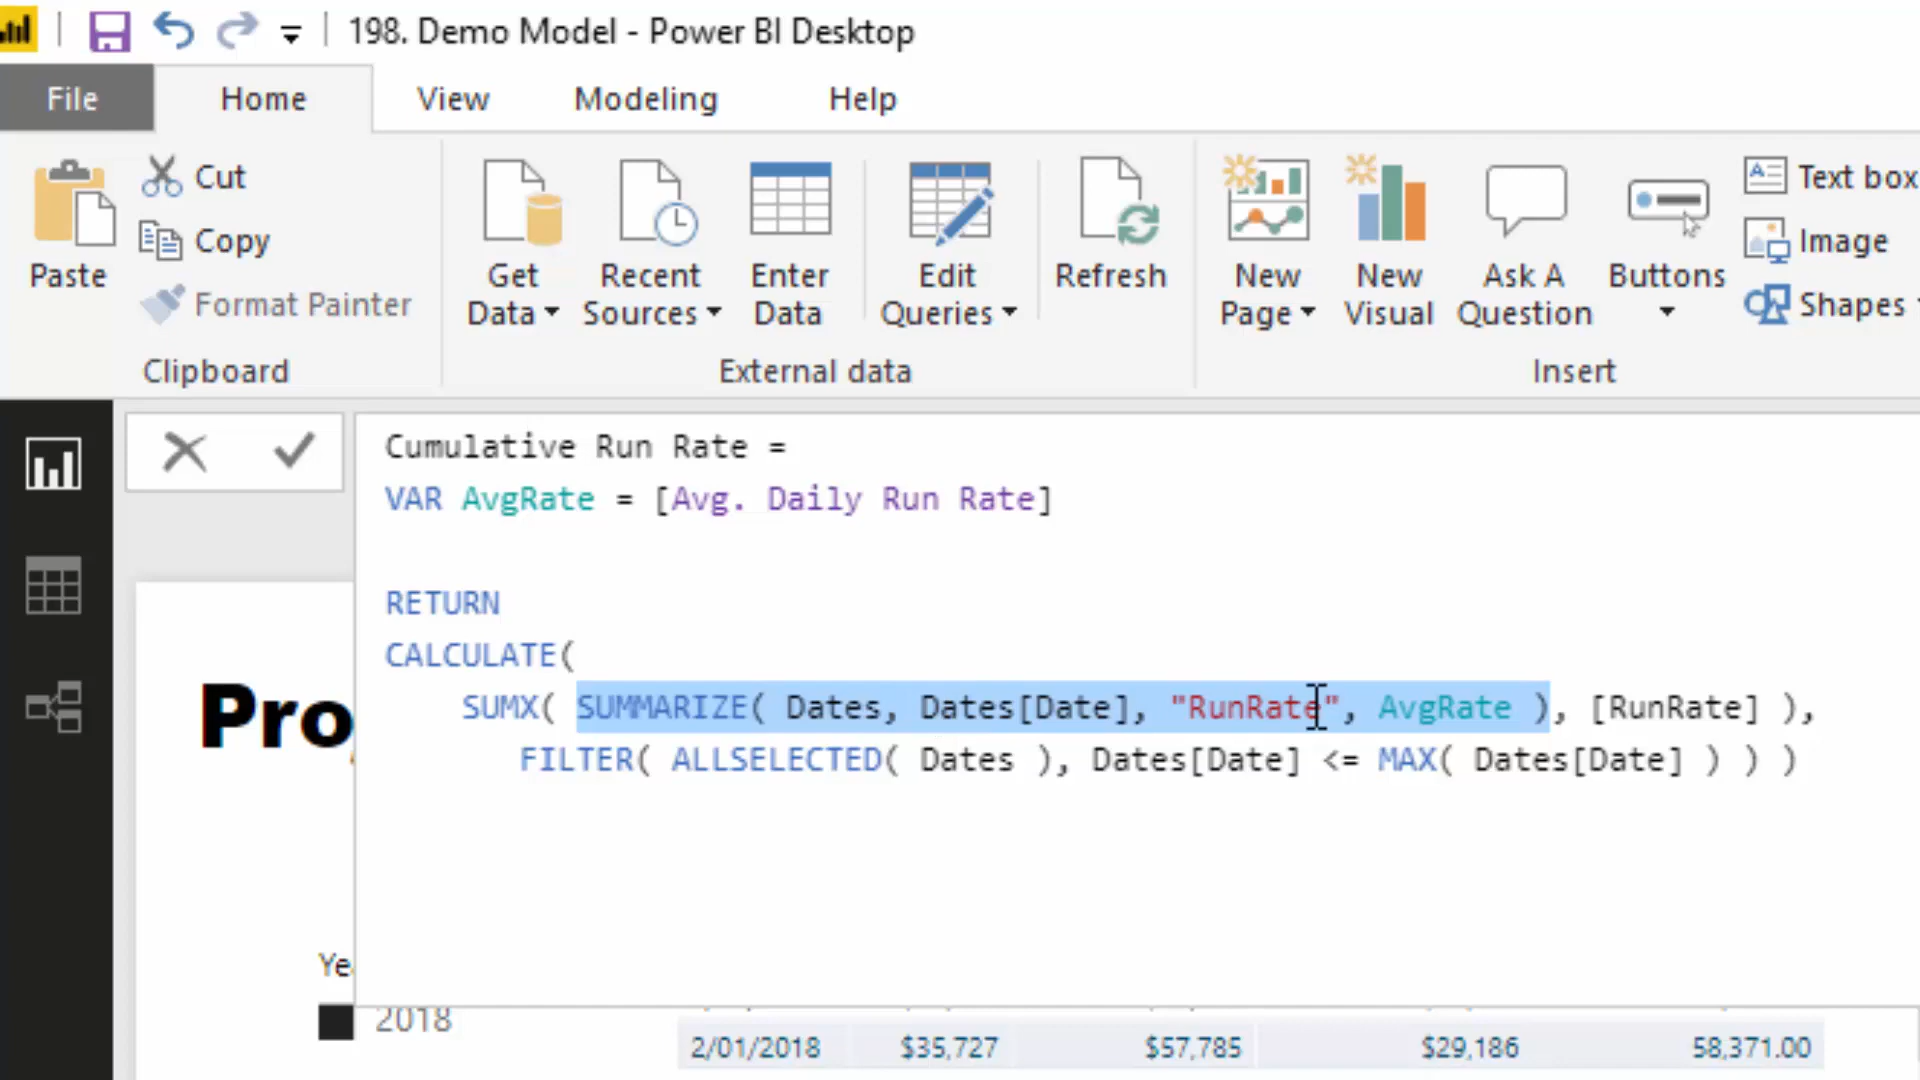 198. Demo Model - Power BI Desktop
File Home View Modeling Help
Paste
Cut
Copy
Format Painter
Clipboard
Get Data
Recent Sources
Enter Data
Edit Queries
Refresh
External data
New Page
New Visual
Ask A Question
Buttons
Text box
Image
Shapes
Insert
Cumulative Run Rate =
VAR AvgRate = [Avg. Daily Run Rate]
RETURN
CALCULATE(
SUMX( SUMMARIZE( Dates, Dates[Date], "RunRate", AvgRate ), [RunRate] ),
FILTER( ALLSELECTED( Dates ), Dates[Date] <= MAX( Dates[Date] ) ) )
Pro
Yea
2018
2/01/2018 $35,727 $57,785 $29,186 58,371.00